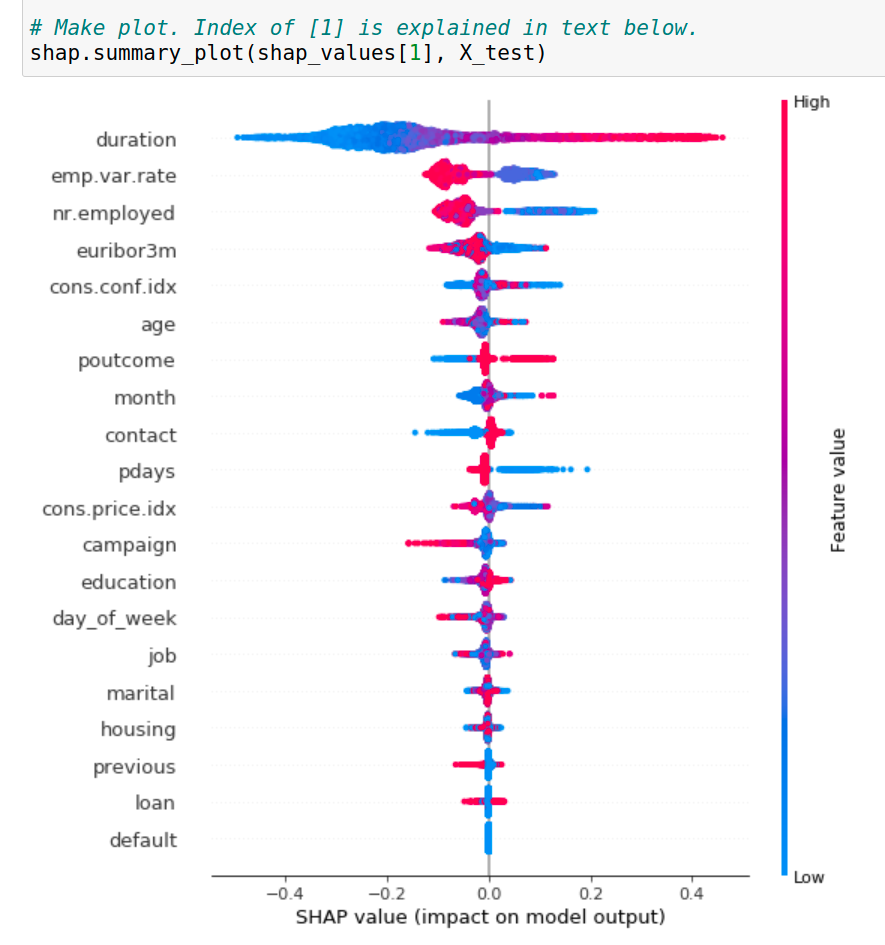 # Make plot. Index of [1] is explained in text below.
shap.summary_plot(shap_values[1], X_test)
High
duration
emp.var.rate
nr.employed
euribor3m
cons.conf.idx
age
poutcome
month
contact
pdays
cons.price.idx
campaign
education
day_of_week
job
marital
housing
previous
loan
default
Feature value
Low
−0.4 −0.2 0.0 0.2 0.4
SHAP value (impact on model output)